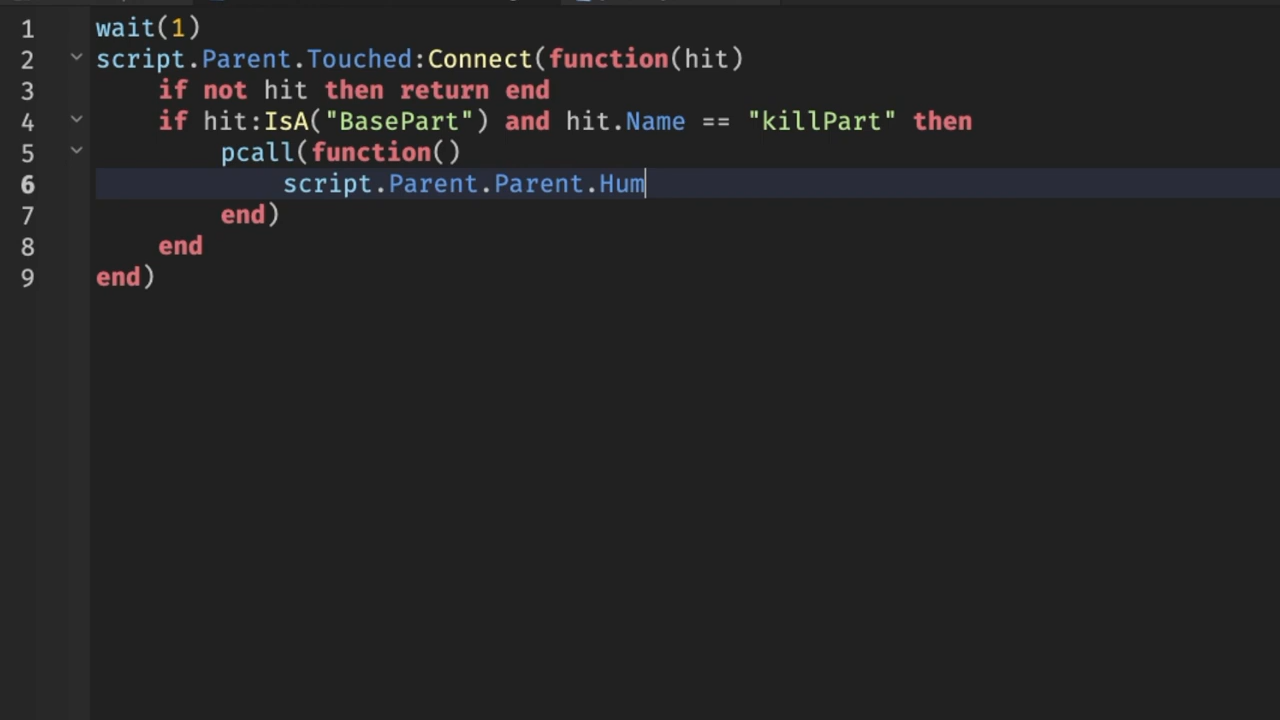 1 wait(1)
2 script.Parent.Touched:Connect(function(hit)
3 if not hit then return end
4 if hit:IsA("BasePart") and hit.Name == "killPart" then
5 pcall(function()
6 script.Parent.Parent.Hum
7 end)
8 end
9 end)